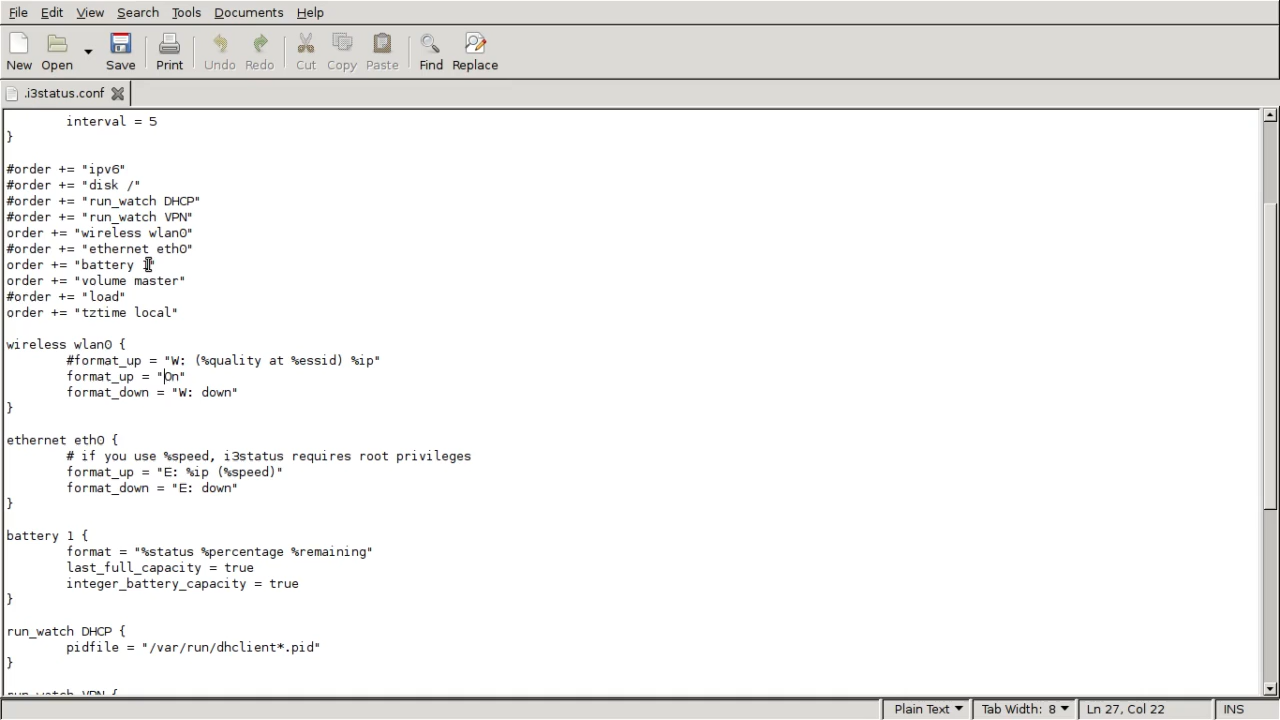 File Edit View Search Tools Documents Help
New Open Save Print Undo Redo Cut Copy Paste Find Replace
.i3status.conf
interval = 5
}
#order += "ipv6"
#order += "disk /"
#order += "run_watch DHCP"
#order += "run_watch VPN"
order += "wireless wlan0"
#order += "ethernet eth0"
order += "battery 1"
order += "volume master"
#order += "load"
order += "tztime local"
wireless wlan0 {
#format_up = "W: (%quality at %essid) %ip"
format_up = "On"
format_down = "W: down"
}
ethernet eth0 {
# if you use %speed, i3status requires root privileges
format_up = "E: %ip (%speed)"
format_down = "E: down"
}
battery 1 {
format = "%status %percentage %remaining"
last_full_capacity = true
integer_battery_capacity = true
}
run_watch DHCP {
pidfile = "/var/run/dhclient*.pid"
}
run_watch VPN {
Plain Text Tab Width: 8 Ln 27, Col 22 INS